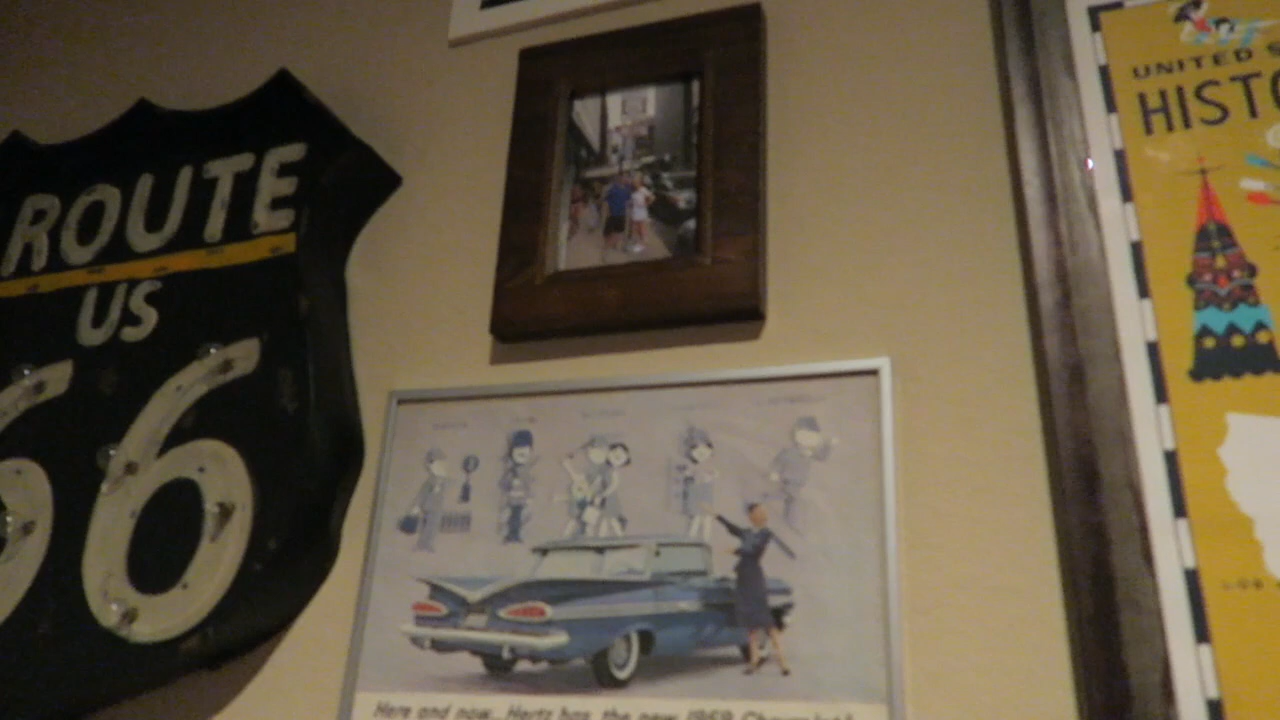 ROUTE
US
66
UNITED S
HISTO
Here and now...Hertz has the new 1959 Chevrolet!